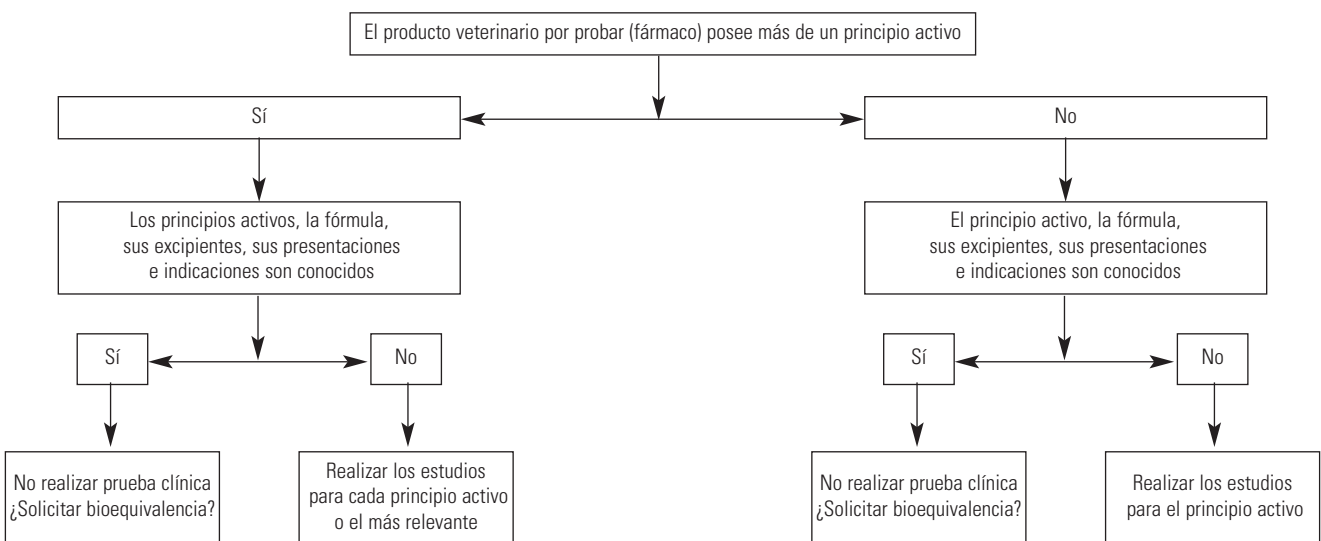 El producto veterinario por probar (fármaco) posee más de un principio activo
Sí
No
Los principios activos, la fórmula,
sus excipientes, sus presentaciones
e indicaciones son conocidos
El principio activo, la fórmula,
sus excipientes, sus presentaciones
e indicaciones son conocidos
Sí
No
Sí
No
No realizar prueba clínica
¿Solicitar bioequivalencia?
Realizar los estudios
para cada principio activo
o el más relevante
No realizar prueba clínica
¿Solicitar bioequivalencia?
Realizar los estudios
para el principio activo